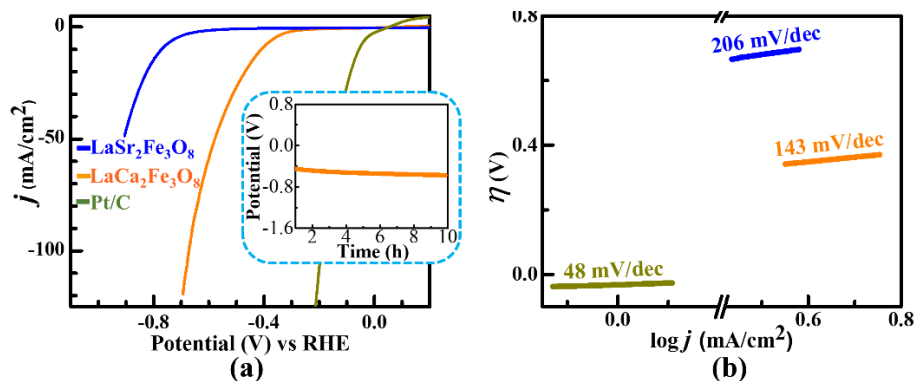 0
-50
-100
j (mA/cm²)
LaSr₂Fe₃O₈
LaCa₂Fe₃O₈
Pt/C
0.8
0.0
-0.8
-1.6
Potential (V)
2 4 6 8 10
Time (h)
-0.8 -0.4 0.0
Potential (V) vs RHE
(a)
0.8
0.4
0.0
η (V)
206 mV/dec
143 mV/dec
48 mV/dec
0.0 0.6 0.8
log j (mA/cm²)
(b)